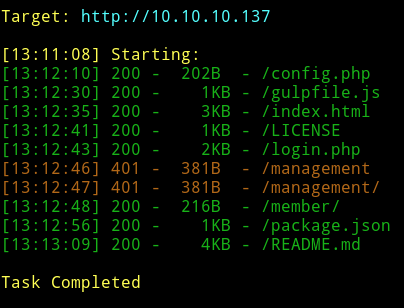 Target: http://10.10.10.137
[13:11:08] Starting:
[13:12:10] 200 -  202B  - /config.php
[13:12:30] 200 -    1KB - /gulpfile.js
[13:12:35] 200 -    3KB - /index.html
[13:12:41] 200 -    1KB - /LICENSE
[13:12:43] 200 -    2KB - /login.php
[13:12:46] 401 -  381B  - /management
[13:12:47] 401 -  381B  - /management/
[13:12:48] 200 -  216B  - /member/
[13:12:56] 200 -    1KB - /package.json
[13:13:09] 200 -    4KB - /README.md
Task Completed